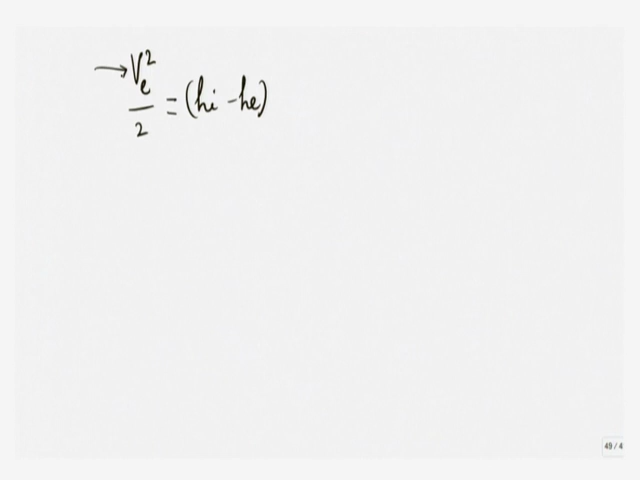 → Ve²/2 = (hi - he)
49 / 4